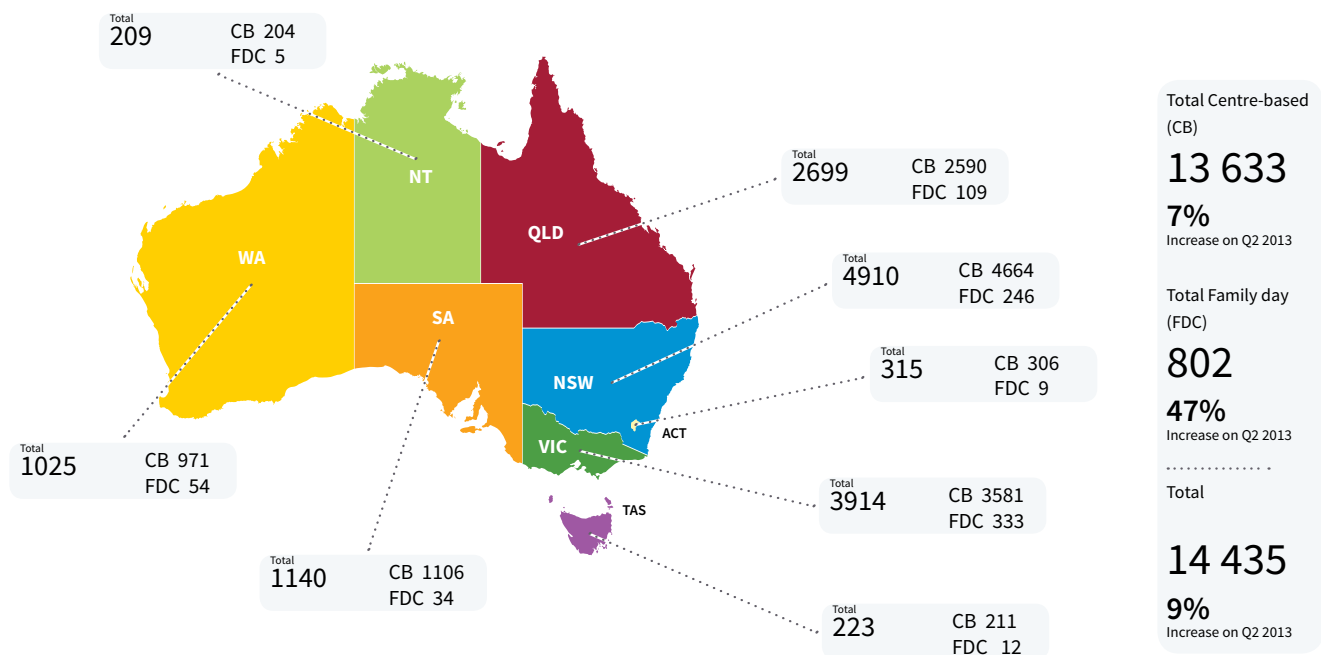 Total
209
CB 204
FDC 5
NT
WA
QLD
SA
NSW
VIC
ACT
TAS
Total
2699
CB 2590
FDC 109
Total
4910
CB 4664
FDC 246
Total
315
CB 306
FDC 9
Total
3914
CB 3581
FDC 333
Total
223
CB 211
FDC 12
Total
1025
CB 971
FDC 54
Total
1140
CB 1106
FDC 34
Total Centre-based
(CB)
13 633
7%
Increase on Q2 2013
Total Family day
(FDC)
802
47%
Increase on Q2 2013
Total
14 435
9%
Increase on Q2 2013